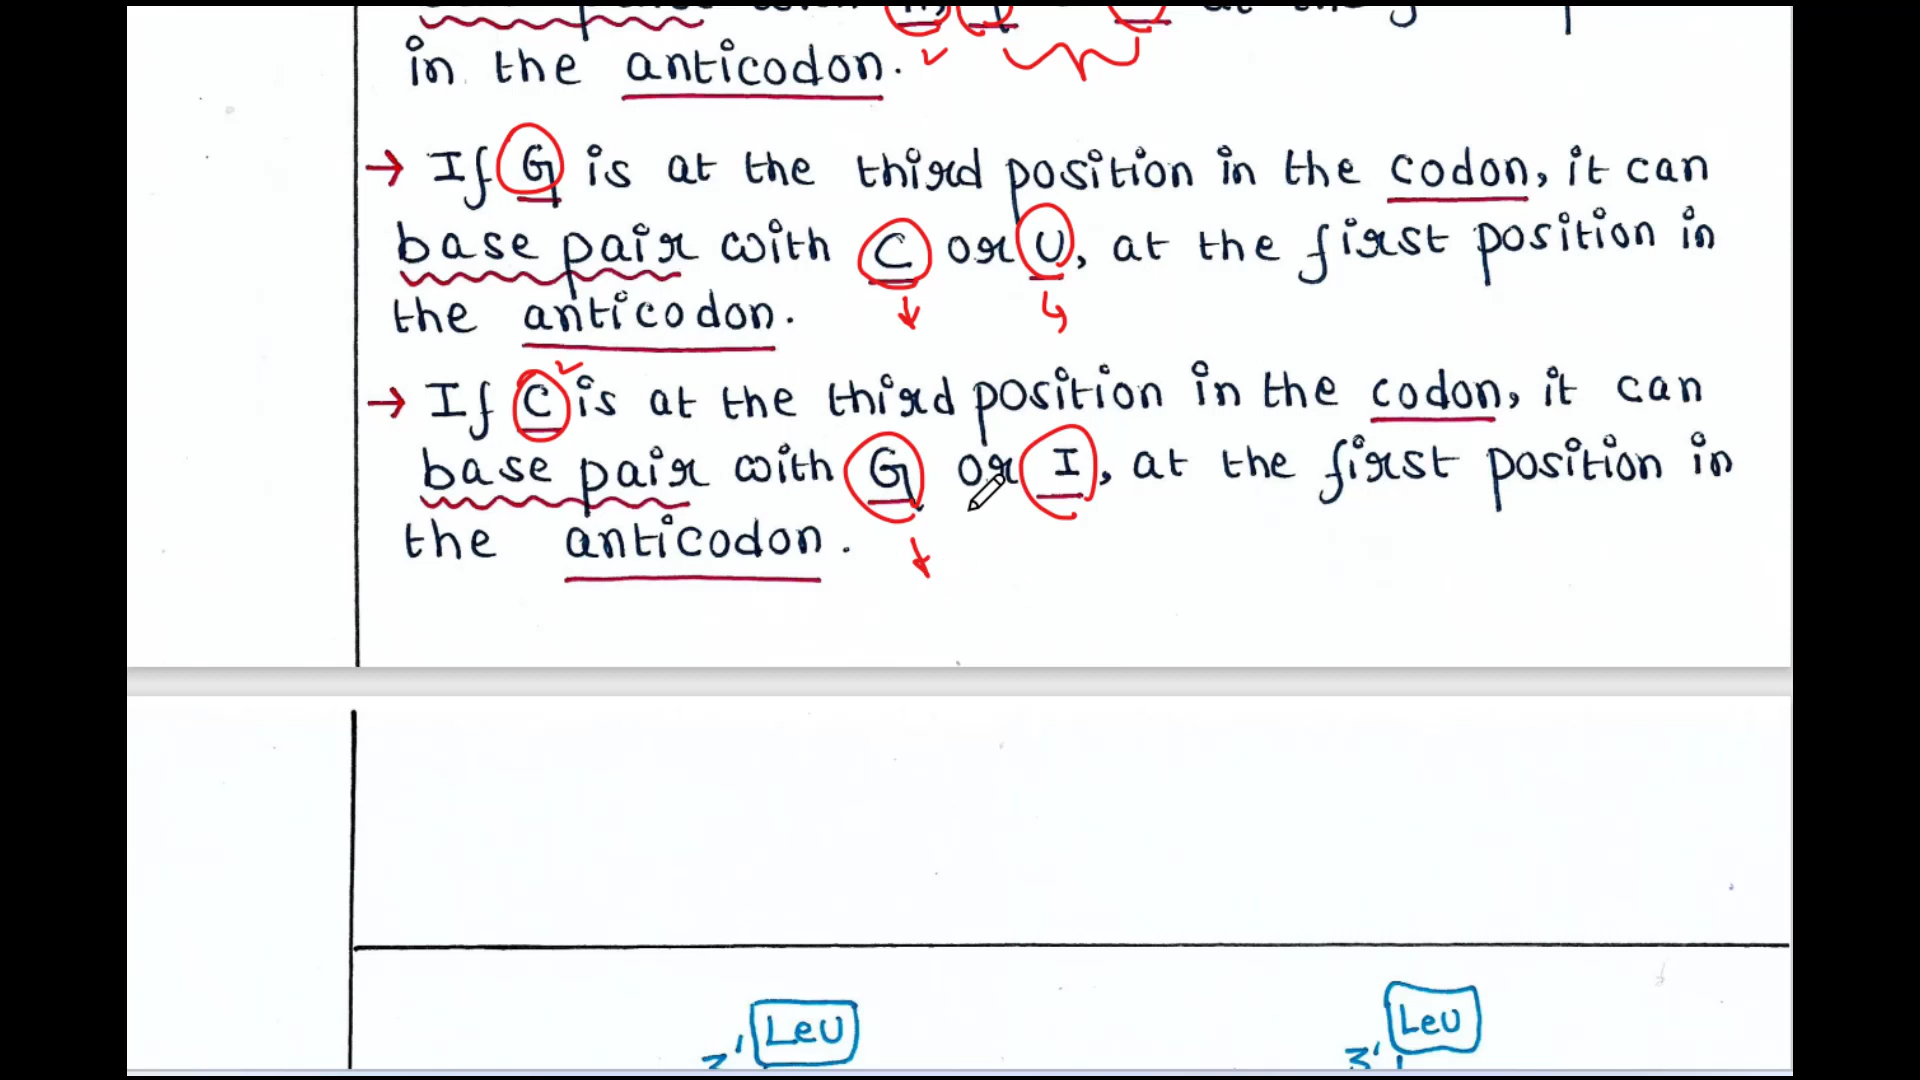 in the anticodon.
→ If G is at the third position in the codon, it can
base pair with C or U, at the first position in
the anticodon.
→ If C is at the third position in the codon, it can
base pair with G or I, at the first position in
the anticodon.
Leu Leu
3' 3'